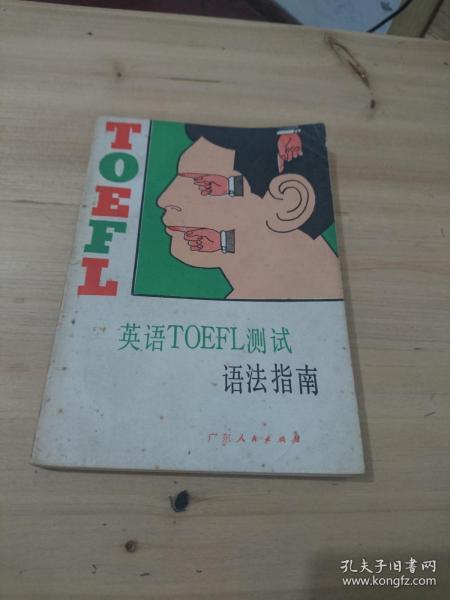 TOEFL
英语TOEFL测试
语法指南
广东人民出版社
孔夫子旧书网
www.kongfz.com